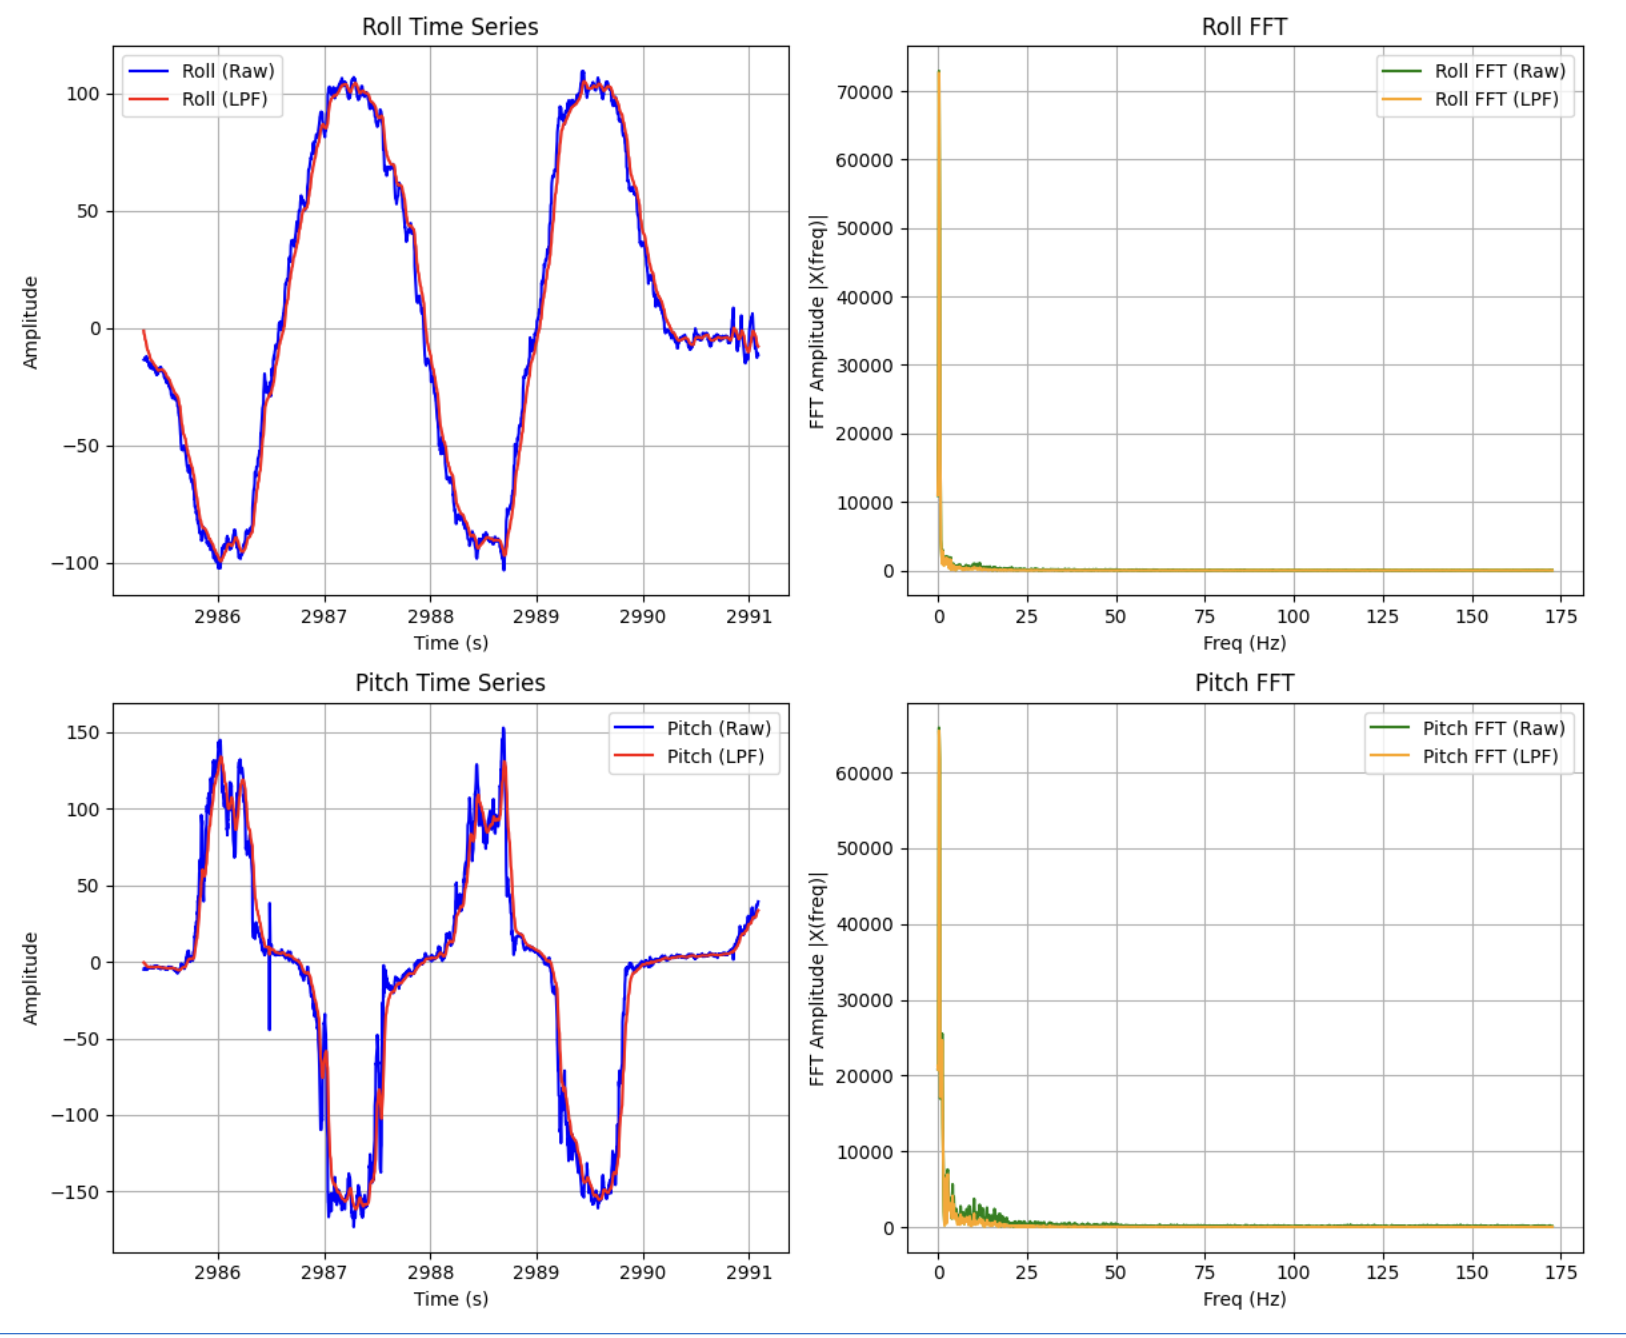 Roll Time Series
Roll (Raw)
Roll (LPF)
100
50
0
−50
−100
Amplitude
2986 2987 2988 2989 2990 2991
Time (s)
Roll FFT
Roll FFT (Raw)
Roll FFT (LPF)
70000
60000
50000
40000
30000
20000
10000
0
FFT Amplitude |X(freq)|
0 25 50 75 100 125 150 175
Freq (Hz)
Pitch Time Series
Pitch (Raw)
Pitch (LPF)
150
100
50
0
−50
−100
−150
Amplitude
2986 2987 2988 2989 2990 2991
Time (s)
Pitch FFT
Pitch FFT (Raw)
Pitch FFT (LPF)
60000
50000
40000
30000
20000
10000
0
FFT Amplitude |X(freq)|
0 25 50 75 100 125 150 175
Freq (Hz)